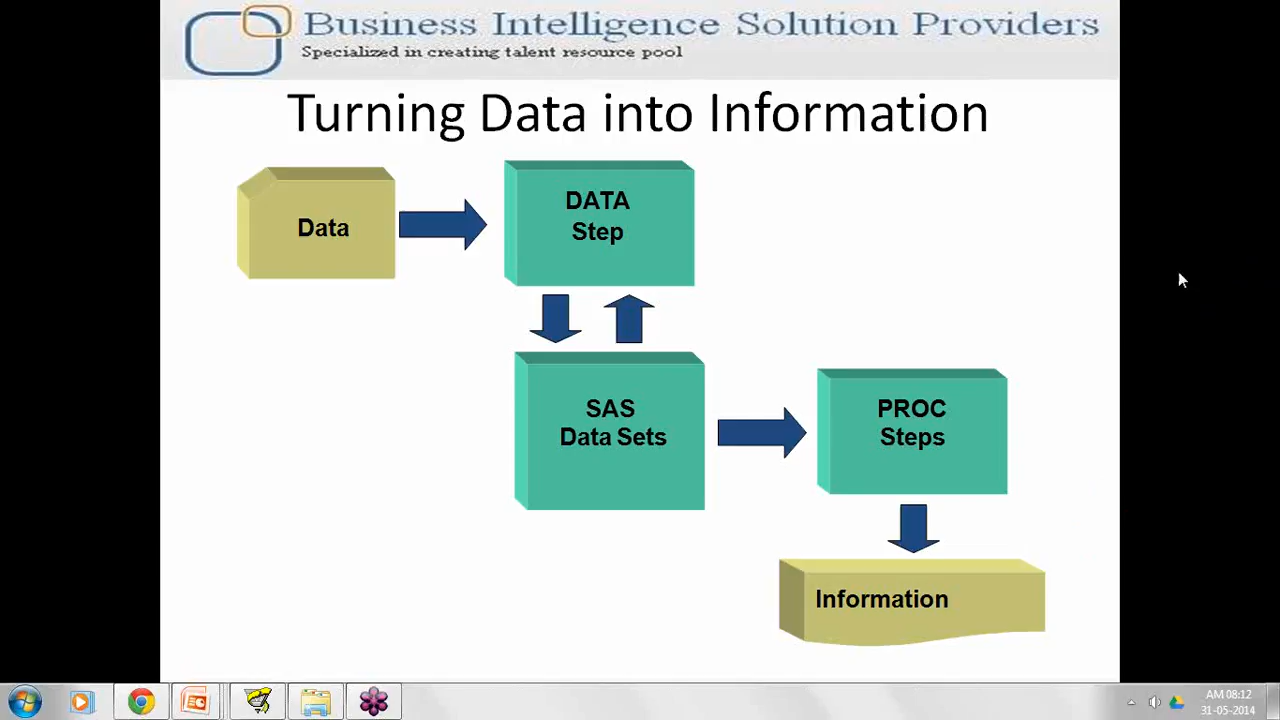 Business Intelligence Solution Providers
Specialized in creating talent resource pool
Turning Data into Information
Data
DATA
Step
SAS
Data Sets
PROC
Steps
Information
AM 08:12
31-05-2014